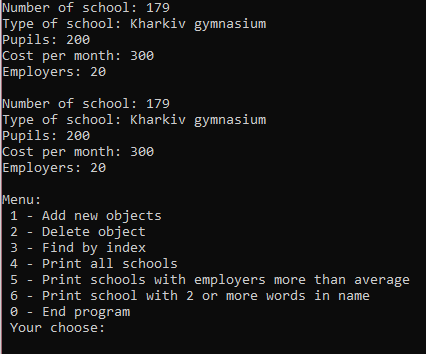 Number of school: 179
Type of school: Kharkiv gymnasium
Pupils: 200
Cost per month: 300
Employers: 20
Number of school: 179
Type of school: Kharkiv gymnasium
Pupils: 200
Cost per month: 300
Employers: 20
Menu:
1 - Add new objects
2 - Delete object
3 - Find by index
4 - Print all schools
5 - Print schools with employers more than average
6 - Print school with 2 or more words in name
0 - End program
Your choose: